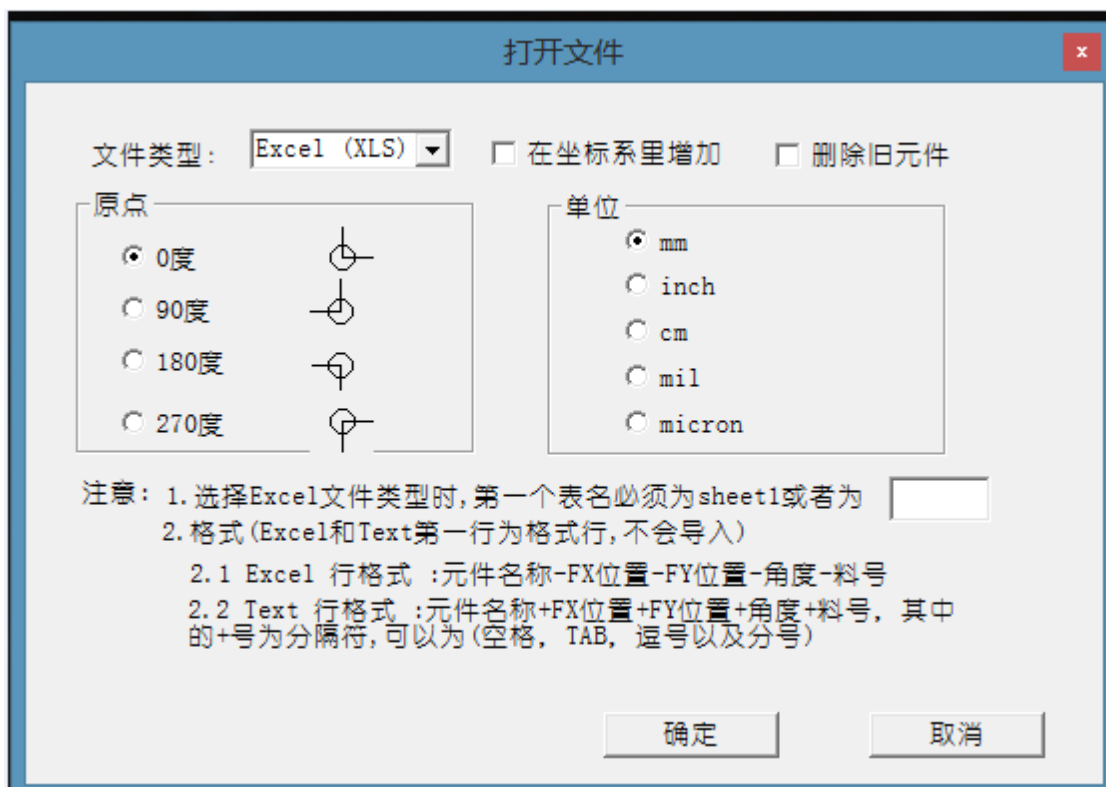 打开文件
x
文件类型: Excel (XLS) 在坐标系里增加 删除旧元件
原点
0度
90度
180度
270度
单位
mm
inch
cm
mil
micron
注意: 1.选择Excel文件类型时,第一个表名必须为sheet1或者为
2.格式(Excel和Text第一行为格式行,不会导入)
2.1 Excel 行格式 :元件名称-FX位置-FY位置-角度-料号
2.2 Text 行格式 :元件名称+FX位置+FY位置+角度+料号, 其中
的+号为分隔符,可以为(空格, TAB, 逗号以及分号)
确定 取消